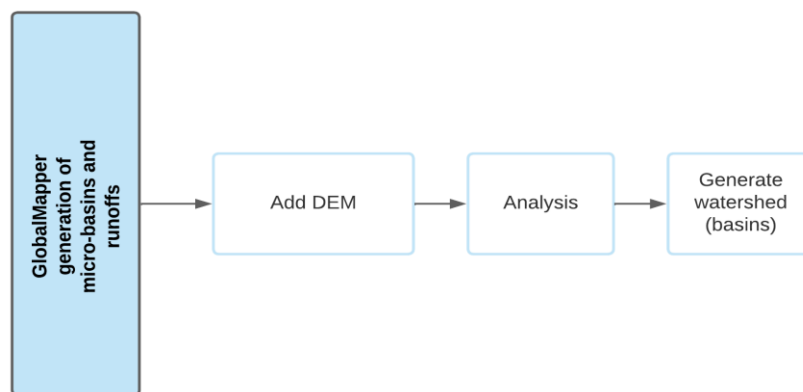 GlobalMapper
generation of
micro-basins and
runoffs
Add DEM
Analysis
Generate
watershed
(basins)